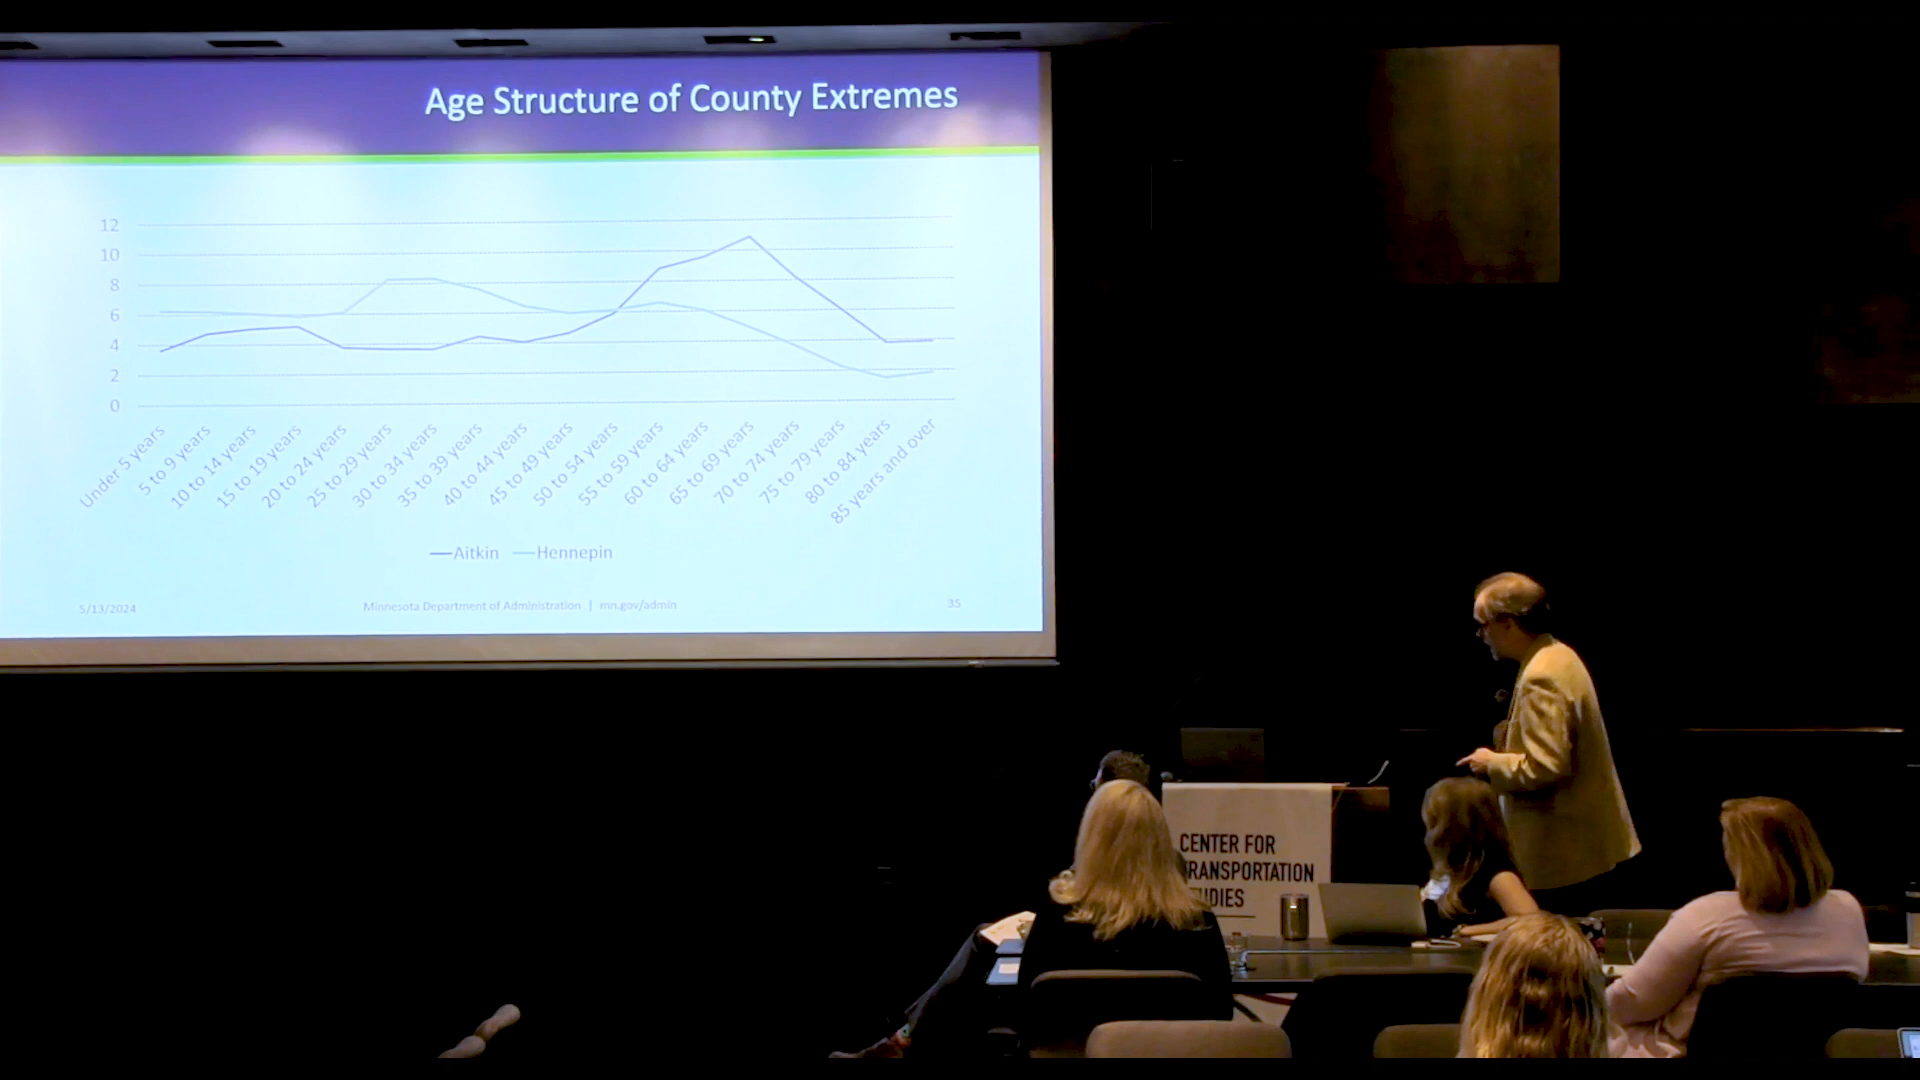 Age Structure of County Extremes
12
10
8
6
4
2
0
Under 5 years
5 to 9 years
10 to 14 years
15 to 19 years
20 to 24 years
25 to 29 years
30 to 34 years
35 to 39 years
40 to 44 years
45 to 49 years
50 to 54 years
55 to 59 years
60 to 64 years
65 to 69 years
70 to 74 years
75 to 79 years
80 to 84 years
85 years and over
Aitkin Hennepin
5/13/2024 Minnesota Department of Administration | mn.gov/admin 35
CENTER FOR
RANSPORTATION
UDIES